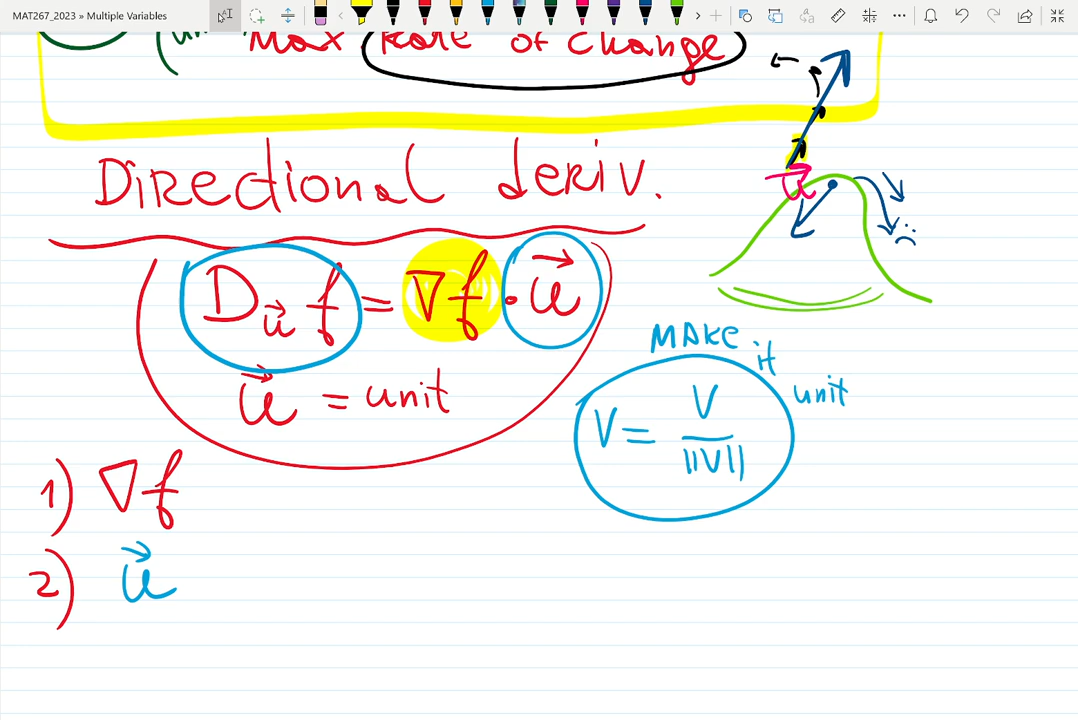 MAT267_2023 » Multiple Variables
Max Rate of change
Directional deriv.
D_u⃗ f = ∇f · u⃗
u⃗ = unit
u⃗
MAKE it unit
V = V / ||V||
1) ∇f
2) u⃗